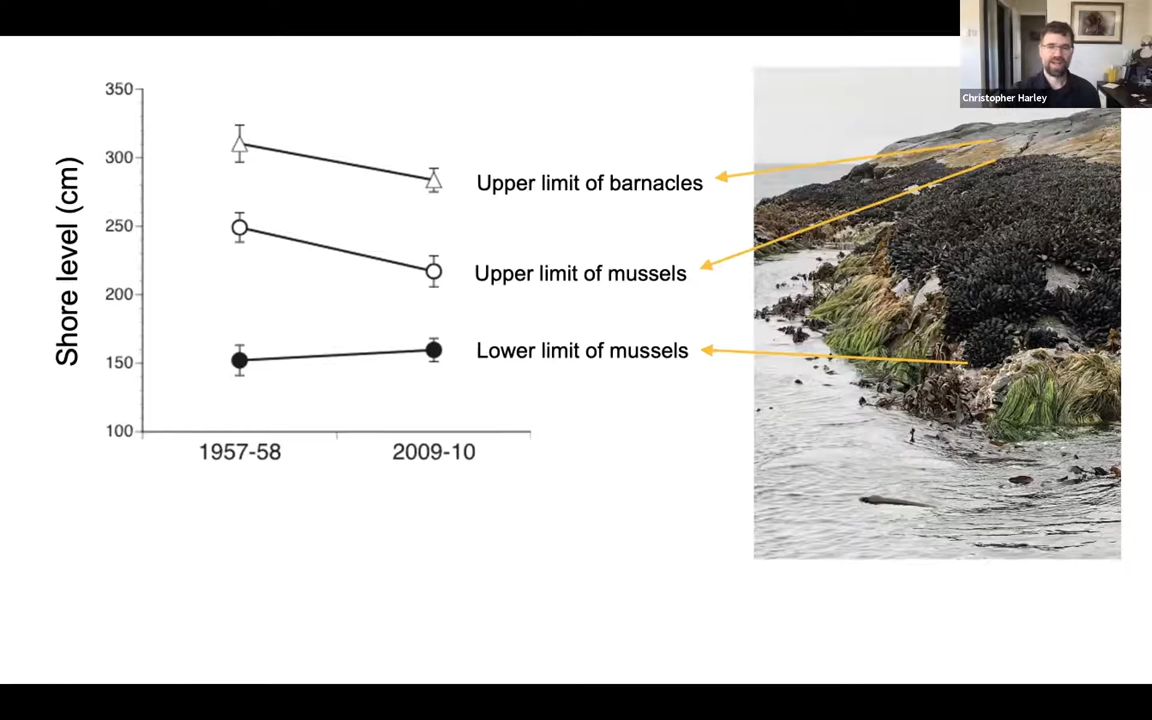 Christopher Harley
350
300
250
200
150
100
Shore level (cm)
1957-58
2009-10
Upper limit of barnacles
Upper limit of mussels
Lower limit of mussels